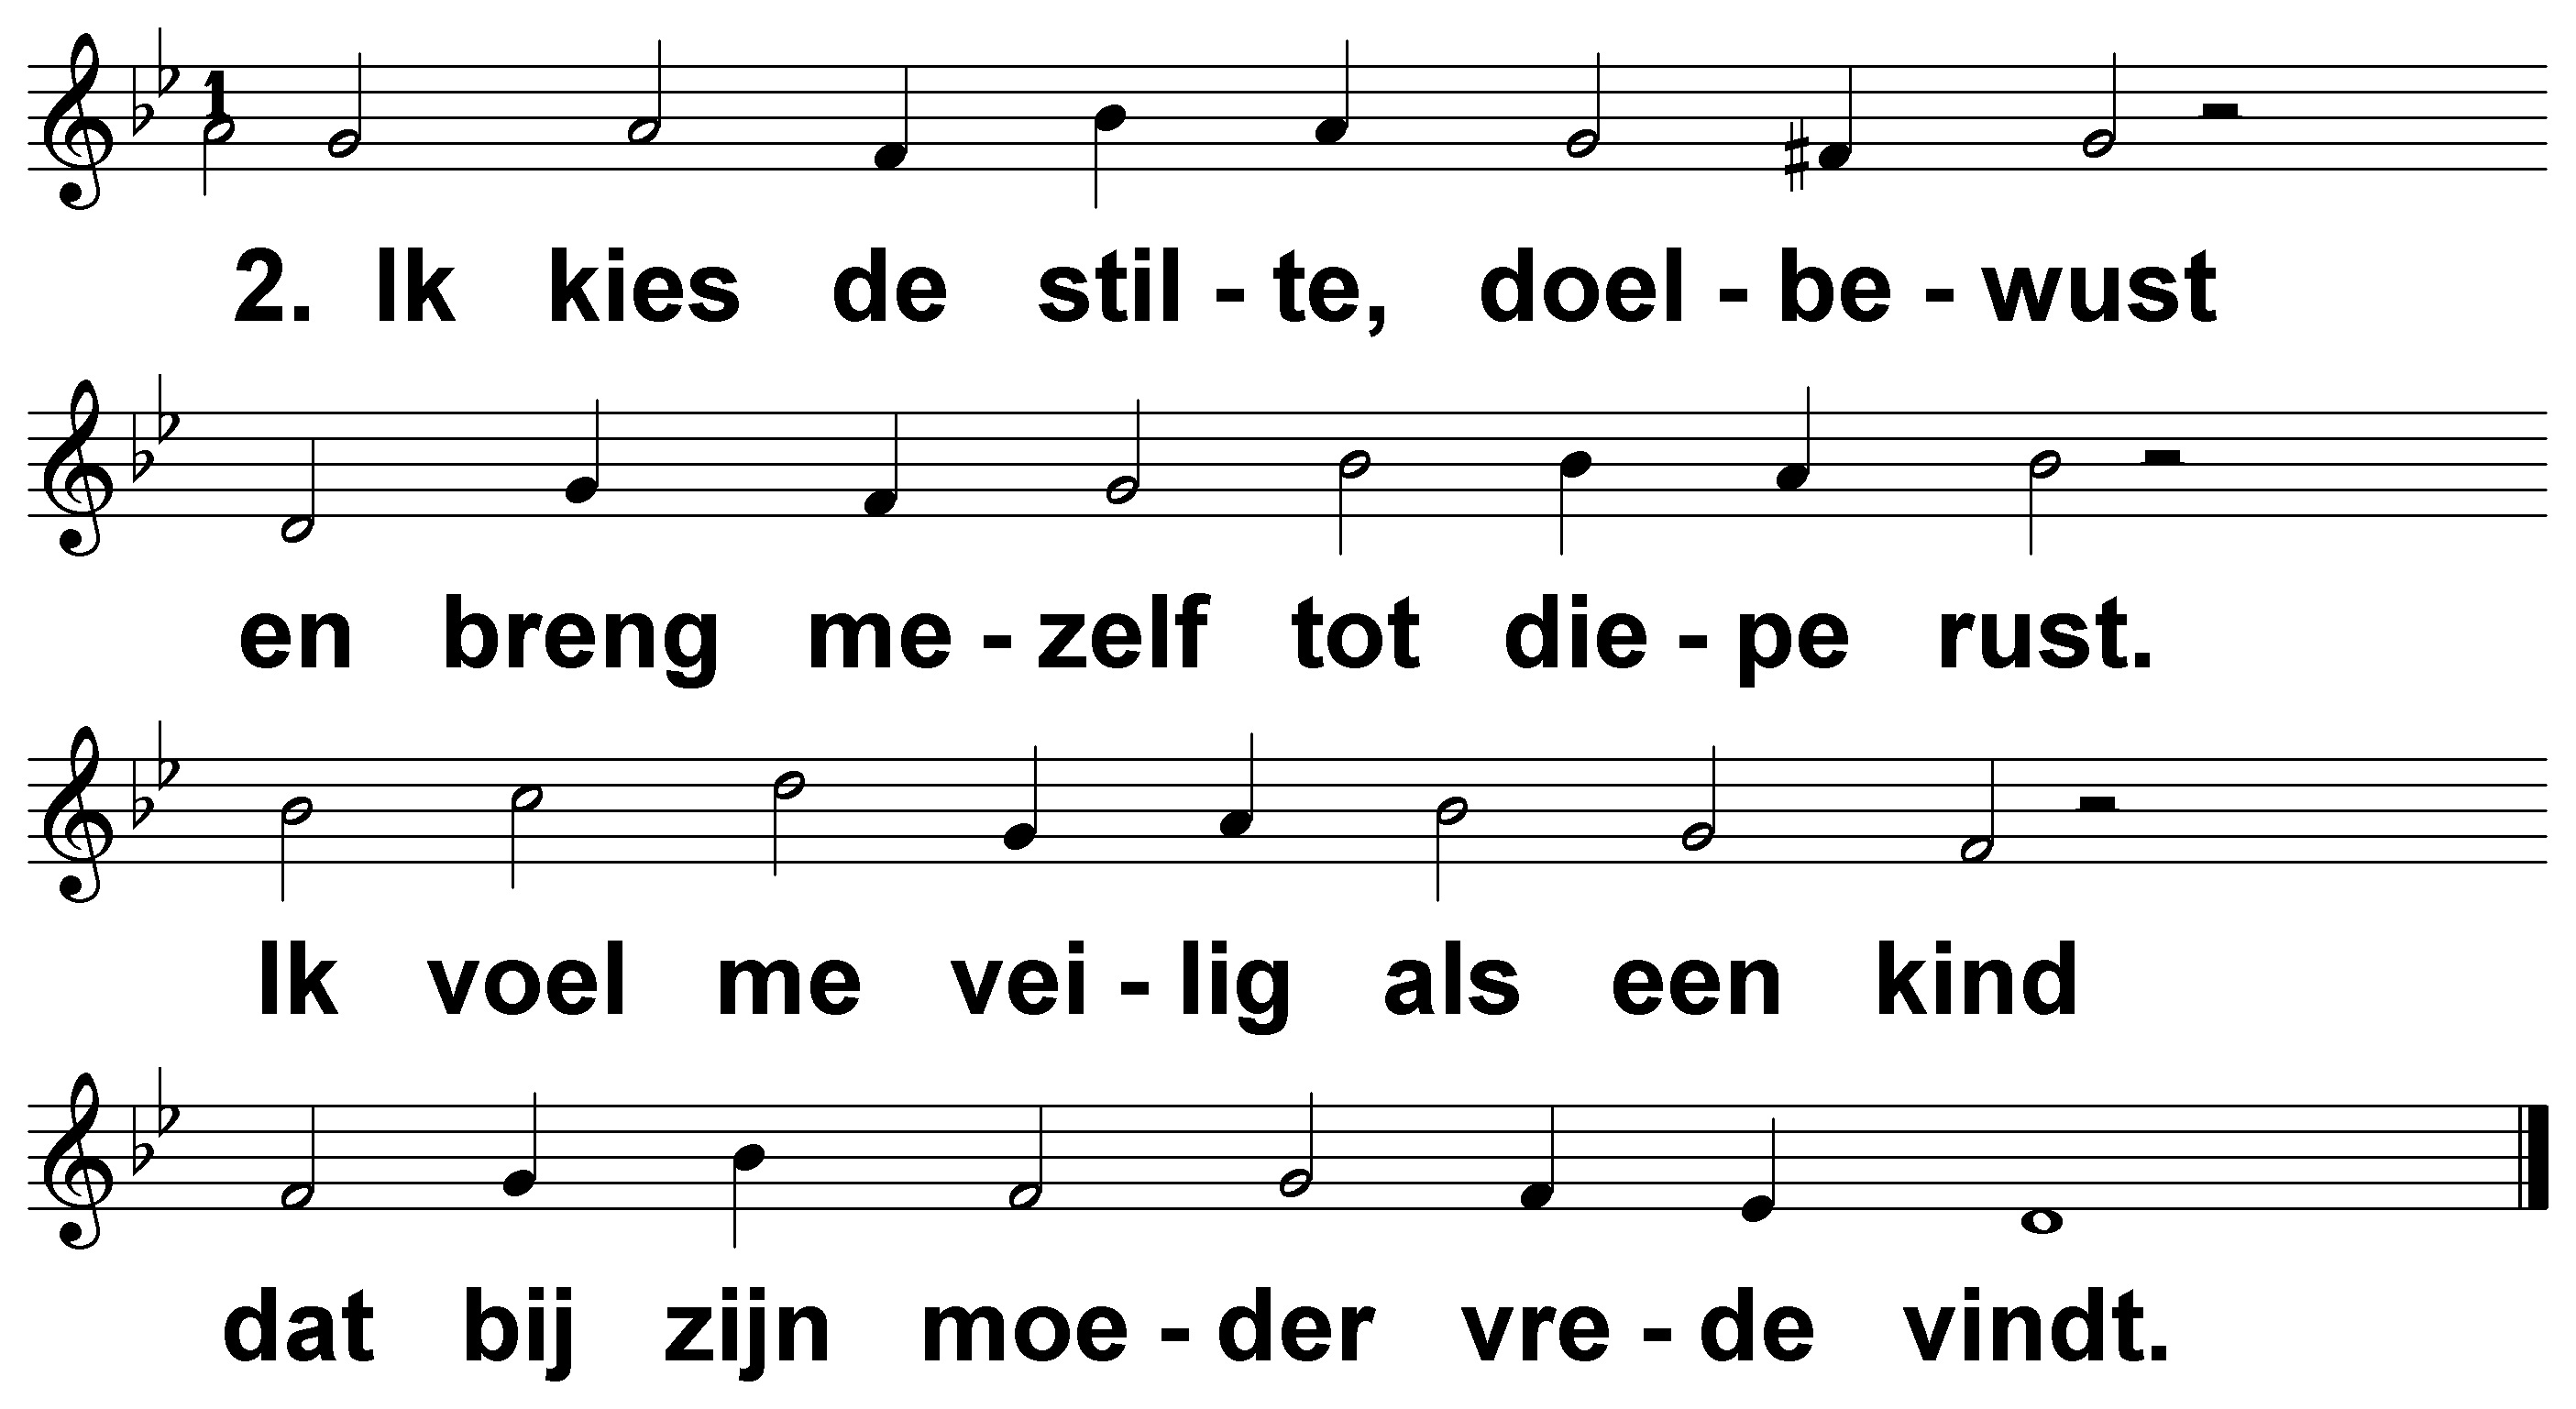 2. Ik kies de stil - te, doel - be - wust
en breng me - zelf tot die - pe rust.
Ik voel me vei - lig als een kind
dat bij zijn moe - der vre - de vindt.